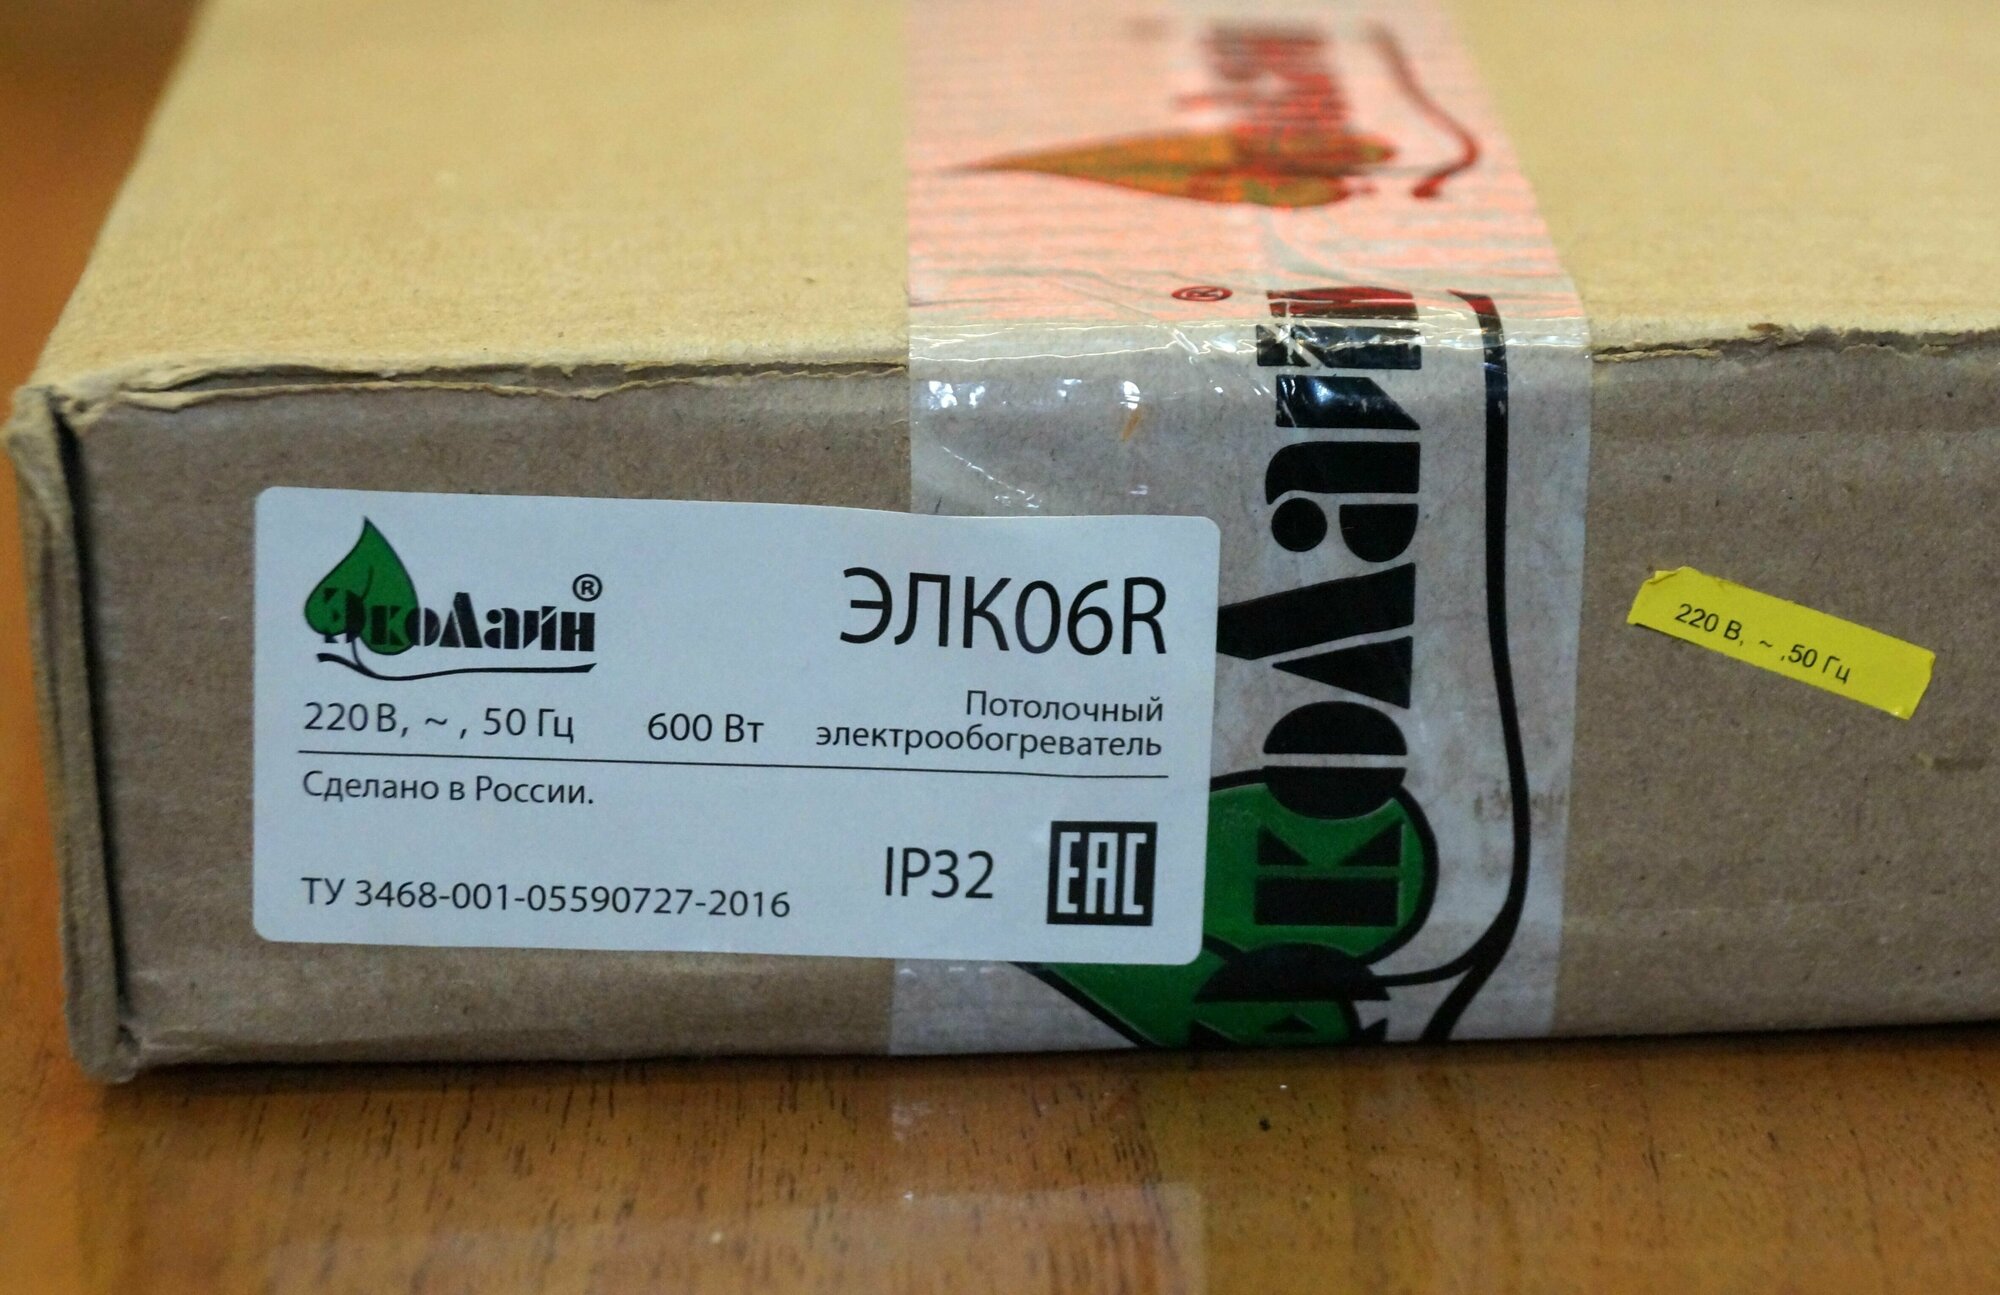 ЭкоЛайн®
ЭЛК06R
220 В, ~ , 50 Гц
600 Вт
Потолочный
электрообогреватель
Сделано в России.
ТУ 3468-001-05590727-2016
IP32
EAC
ЭкоЛайн®
220 В, ~ ,50 Гц